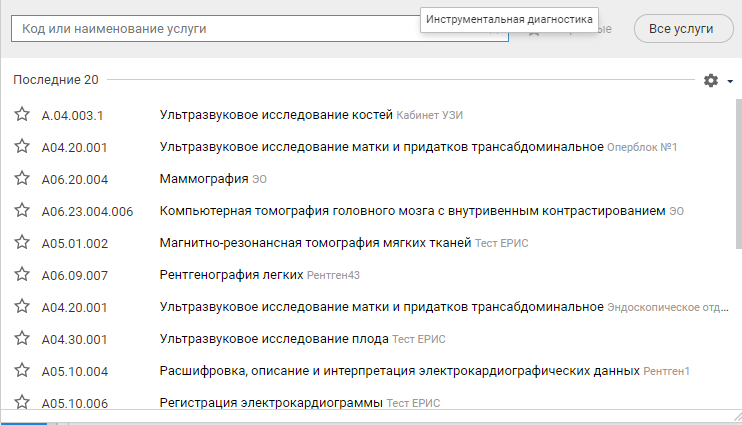 Инструментальная диагностика
Код или наименование услуги
Все услуги
Последние 20
A.04.003.1 Ультразвуковое исследование костей Кабинет УЗИ
A04.20.001 Ультразвуковое исследование матки и придатков трансабдоминальное Оперблок №1
A06.20.004 Маммография ЭО
A06.23.004.006 Компьютерная томография головного мозга с внутривенным контрастированием ЭО
A05.01.002 Магнитно-резонансная томография мягких тканей Тест ЕРИС
A06.09.007 Рентгенография легких Рентген43
A04.20.001 Ультразвуковое исследование матки и придатков трансабдоминальное Эндоскопическое отд...
A04.30.001 Ультразвуковое исследование плода Тест ЕРИС
A05.10.004 Расшифровка, описание и интерпретация электрокардиографических данных Рентген1
A05.10.006 Регистрация электрокардиограммы Тест ЕРИС